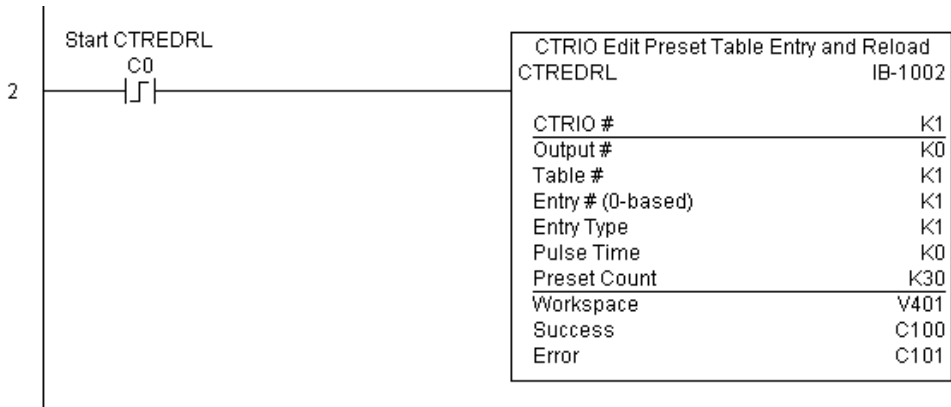 Start CTREDRL
C0
2
CTRIO Edit Preset Table Entry and Reload
CTREDRL IB-1002
CTRIO # K1
Output # K0
Table # K1
Entry # (0-based) K1
Entry Type K1
Pulse Time K0
Preset Count K30
Workspace V401
Success C100
Error C101